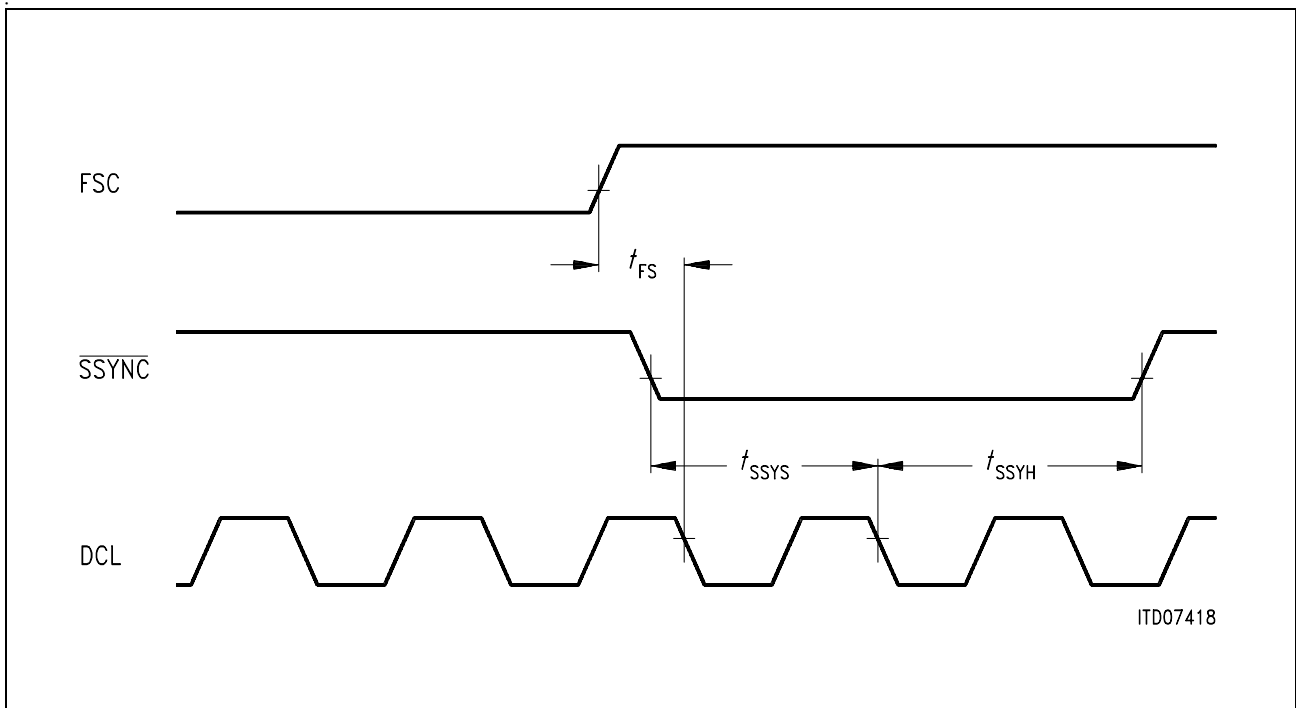 FSC
tFS
SSYNC
tSSYS
tSSYH
DCL
ITD07418